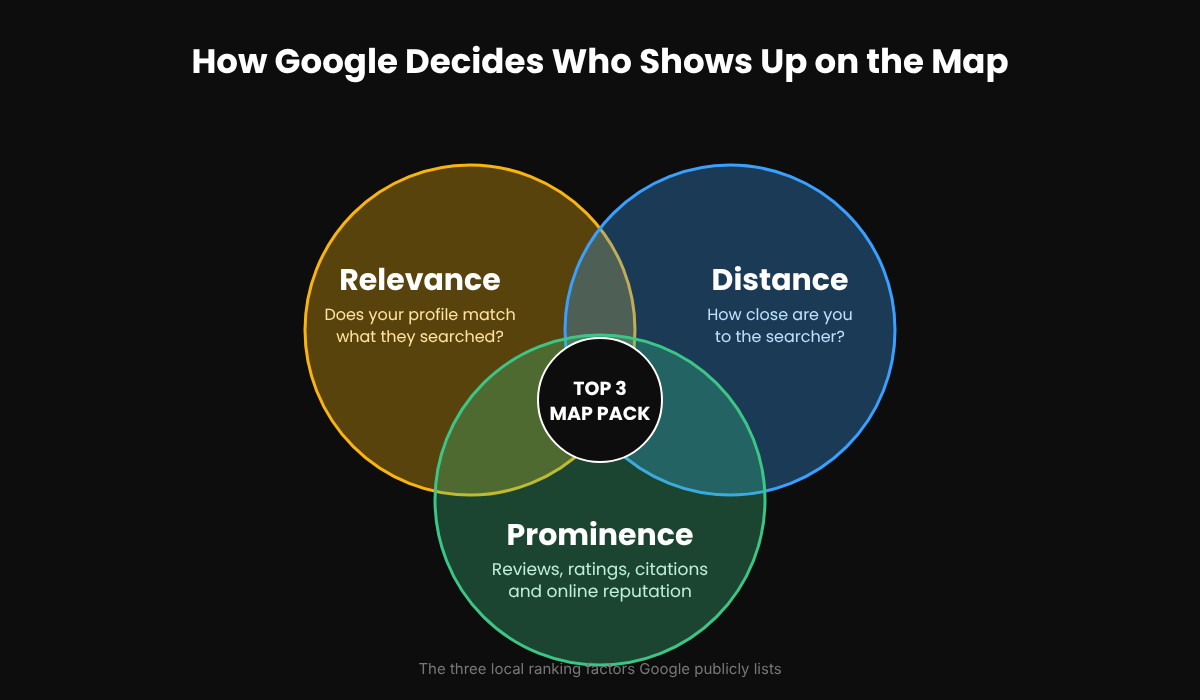 How Google Decides Who Shows Up on the Map
Relevance
Does your profile match
what they searched?
Distance
How close are you
to the searcher?
TOP 3
MAP PACK
Prominence
Reviews, ratings, citations
and online reputation
The three local ranking factors Google publicly lists